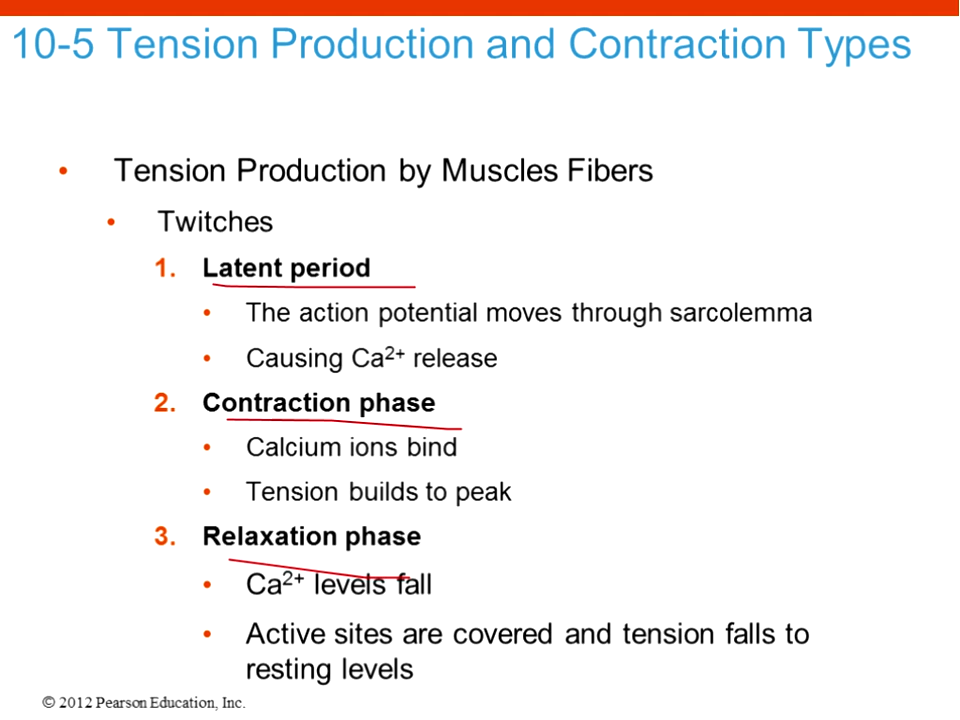 10-5 Tension Production and Contraction Types
• Tension Production by Muscles Fibers
• Twitches
1. Latent period
• The action potential moves through sarcolemma
• Causing Ca²⁺ release
2. Contraction phase
• Calcium ions bind
• Tension builds to peak
3. Relaxation phase
• Ca²⁺ levels fall
• Active sites are covered and tension falls to
resting levels
© 2012 Pearson Education, Inc.